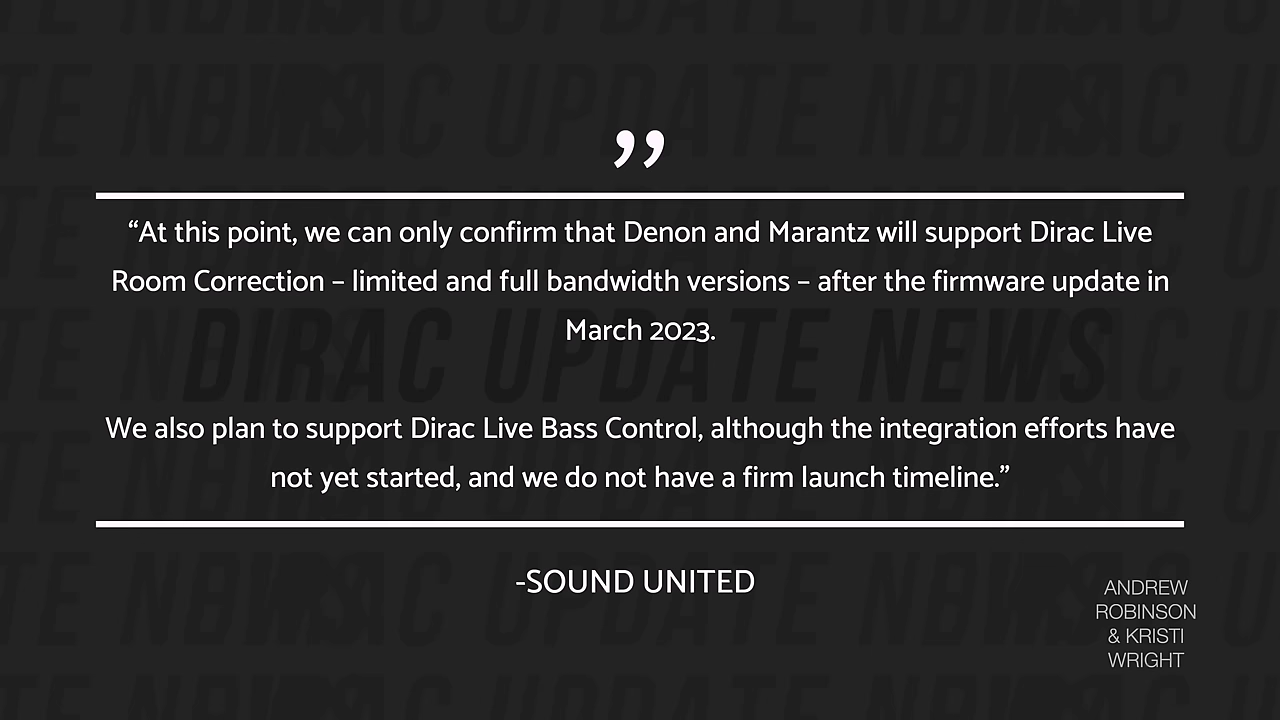 ”
“At this point, we can only confirm that Denon and Marantz will support Dirac Live
Room Correction – limited and full bandwidth versions – after the firmware update in
March 2023.
DIRAC UPDATE NEWS
We also plan to support Dirac Live Bass Control, although the integration efforts have
not yet started, and we do not have a firm launch timeline.”
-SOUND UNITED
ANDREW
ROBINSON
& KRISTI
WRIGHT